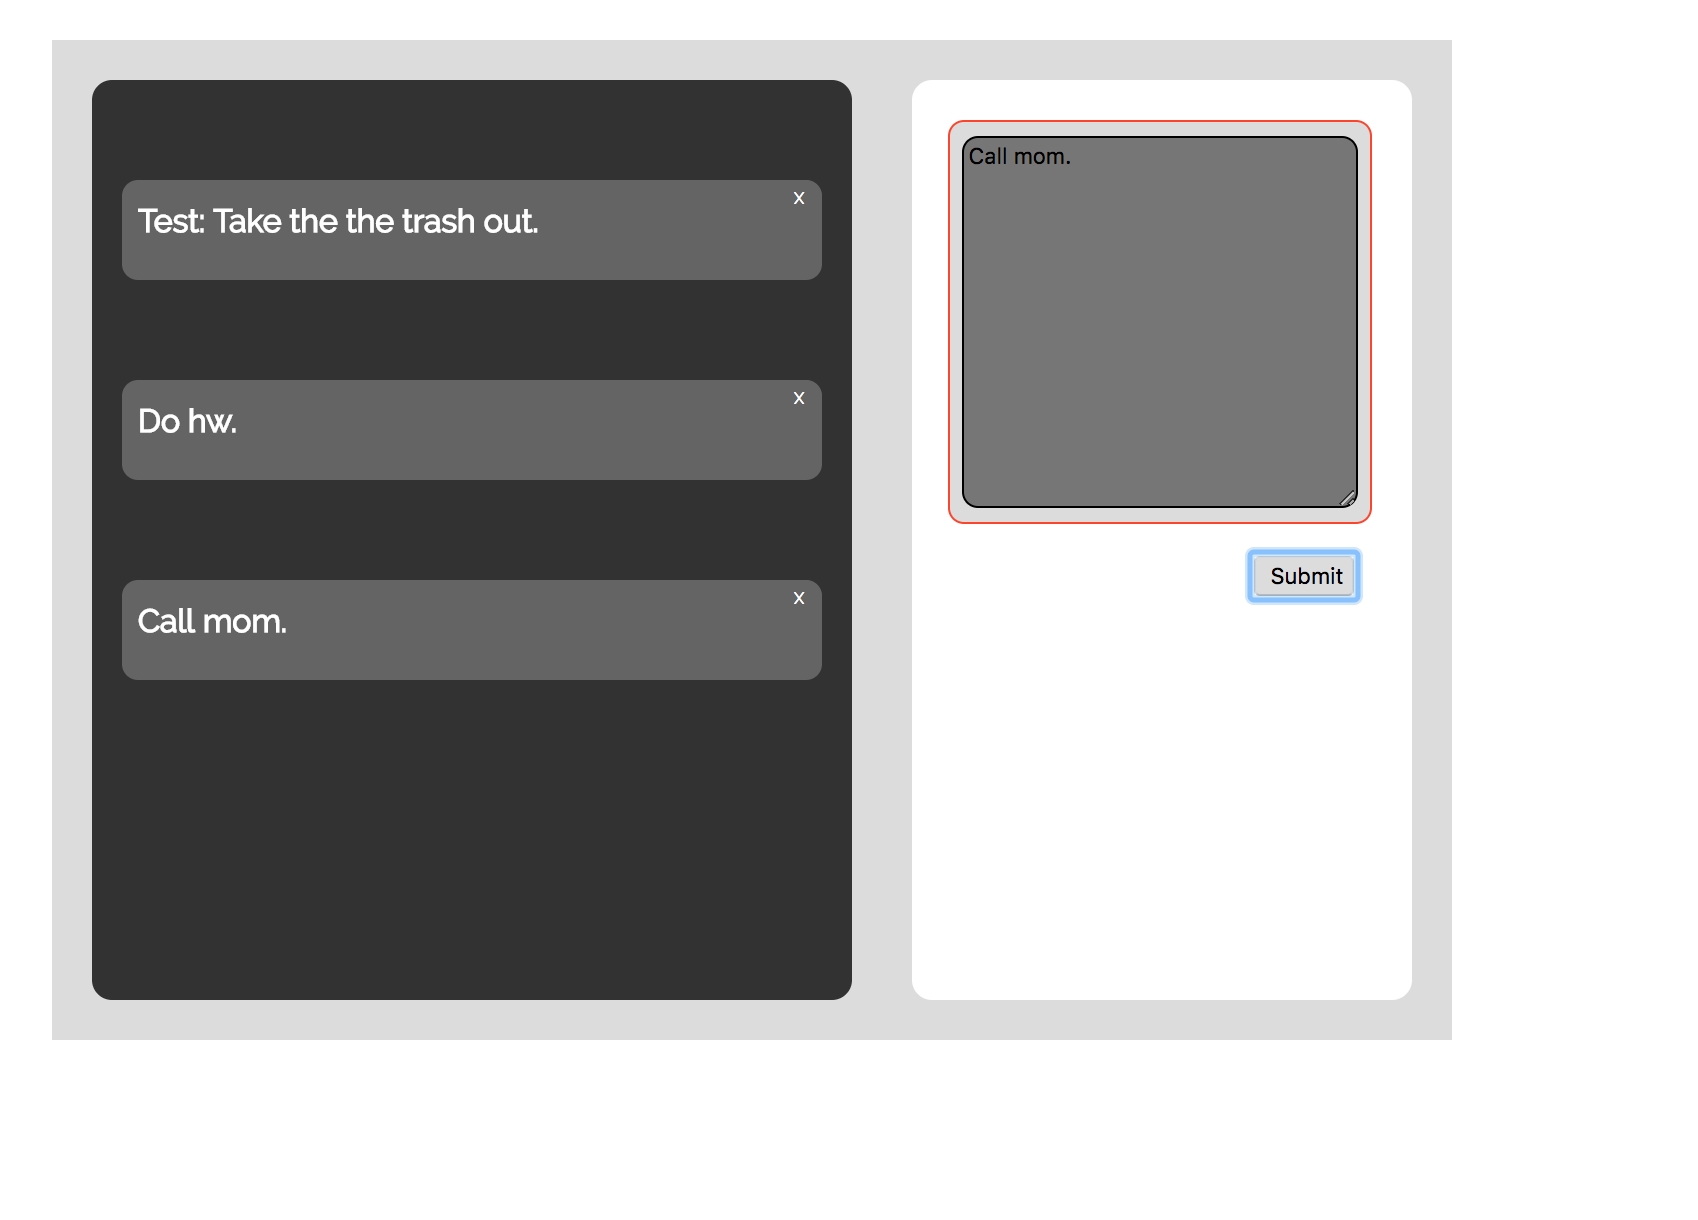 x
Test: Take the the trash out.
x
Do hw.
x
Call mom.
Call mom.
Submit